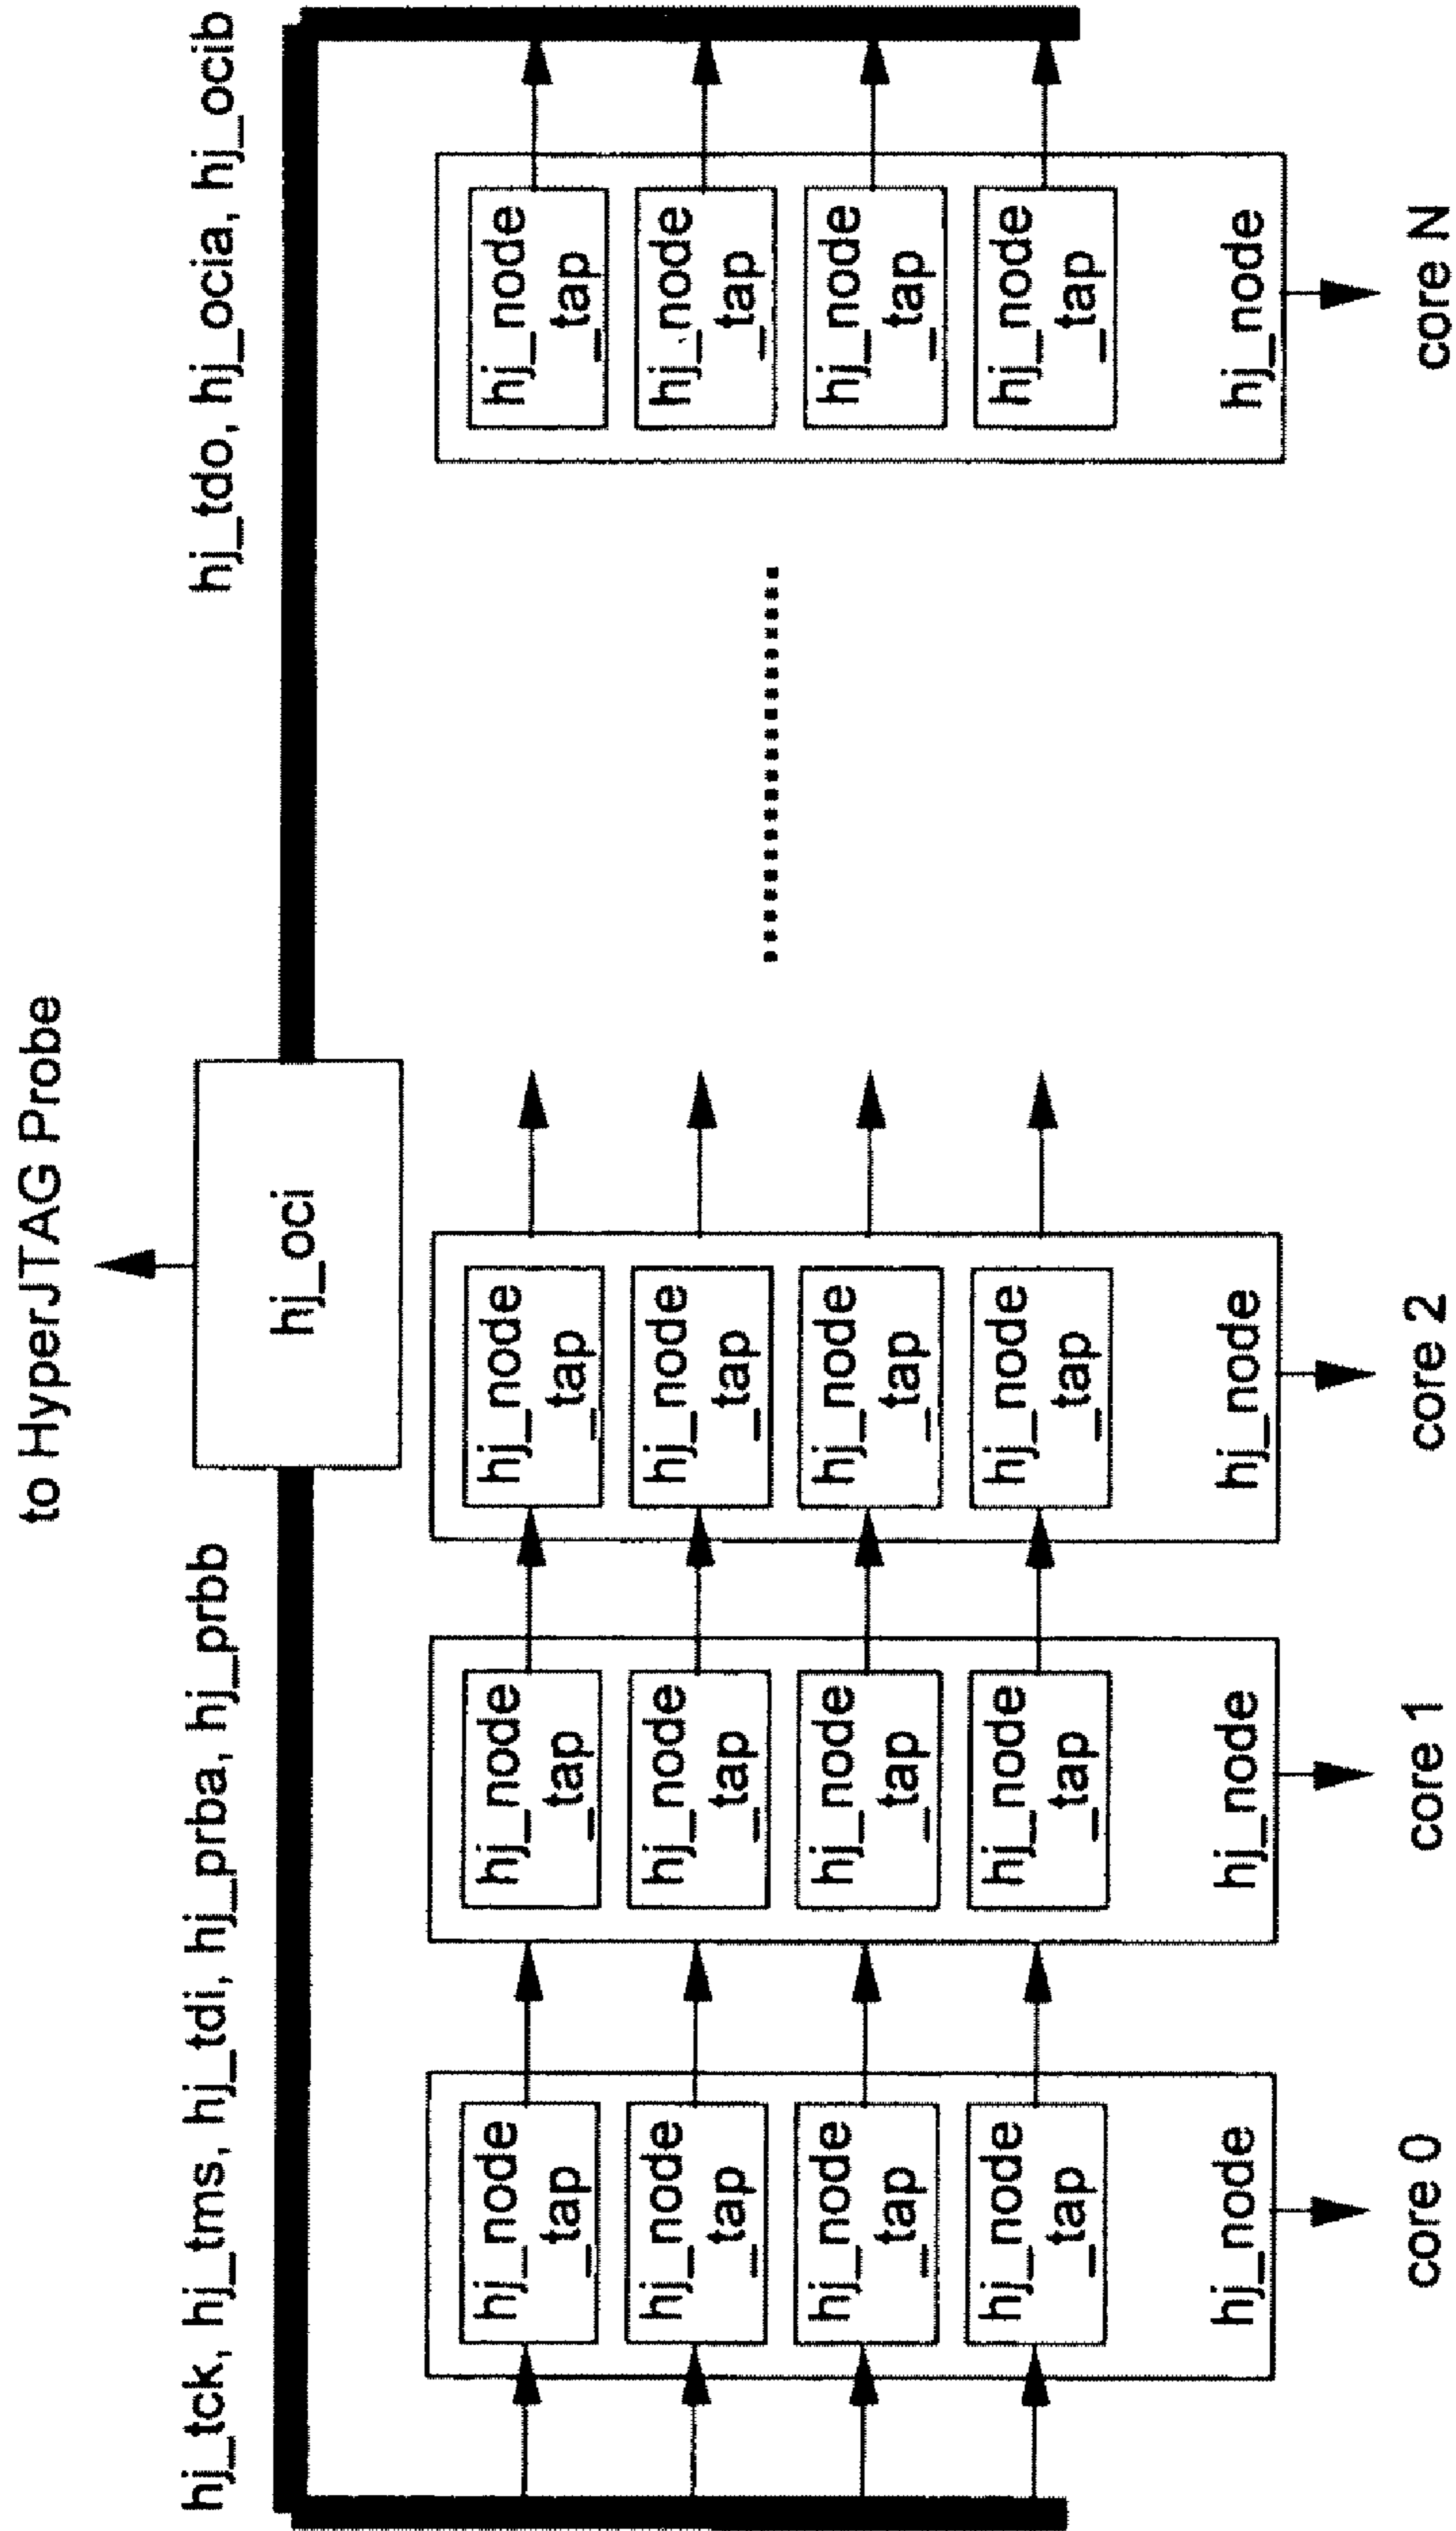 to HyperJTAG Probe
hj_tck, hj_tms, hj_tdi, hj_prba, hj_prbb
hj_oci
hj_tdo, hj_ocia, hj_ocib
hj_node
_tap
hj_node
_tap
hj_node
_tap
hj_node
_tap
hj_node
core 0
hj_node
_tap
hj_node
_tap
hj_node
_tap
hj_node
_tap
hj_node
core 1
hj_node
_tap
hj_node
_tap
hj_node
_tap
hj_node
_tap
hj_node
core 2
hj_node
_tap
hj_node
_tap
hj_node
_tap
hj_node
_tap
hj_node
core N